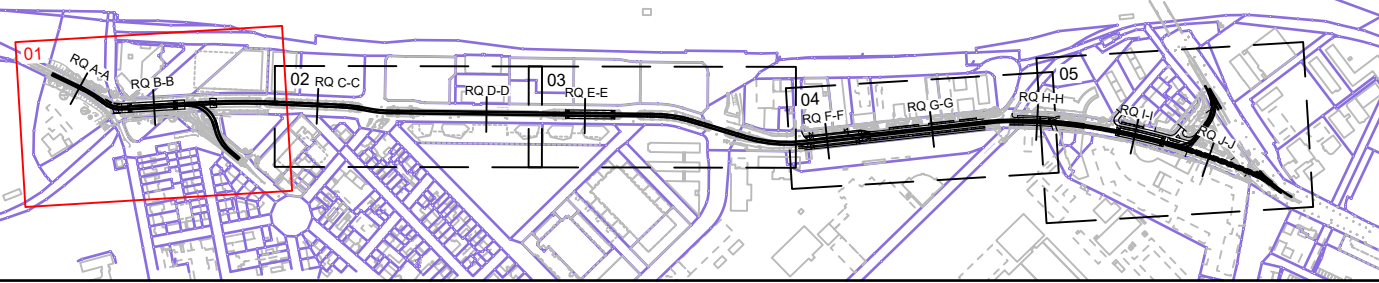 01
RQ A-A
RQ B-B
02
RQ C-C
RQ D-D
03
RQ E-E
04
RQ F-F
RQ G-G
RQ H-H
05
RQ I-I
RQ J-J